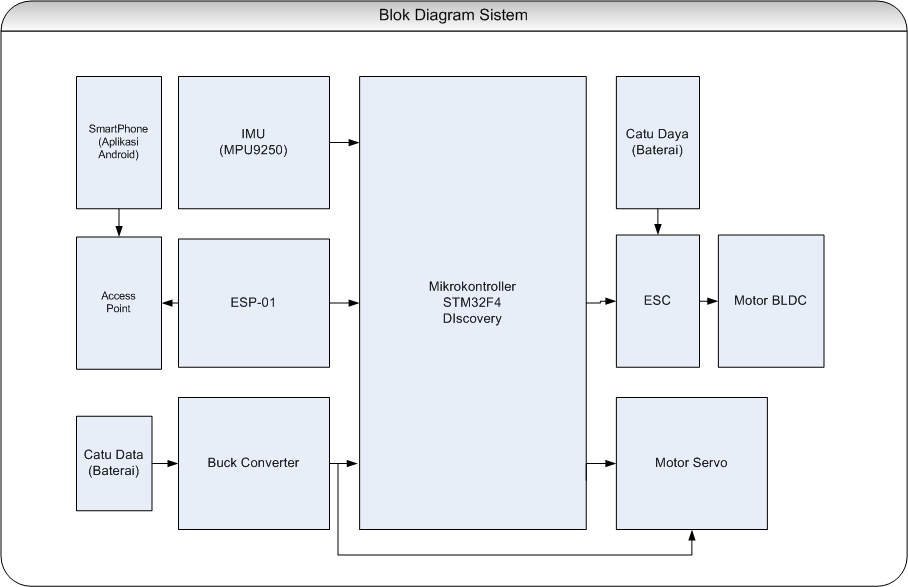 Blok Diagram Sistem
SmartPhone
(Aplikasi
Android)
IMU
(MPU9250)
Catu Daya
(Baterai)
Access
Point
ESP-01
Mikrokontroller
STM32F4
DIscovery
ESC
Motor BLDC
Catu Data
(Baterai)
Buck Converter
Motor Servo